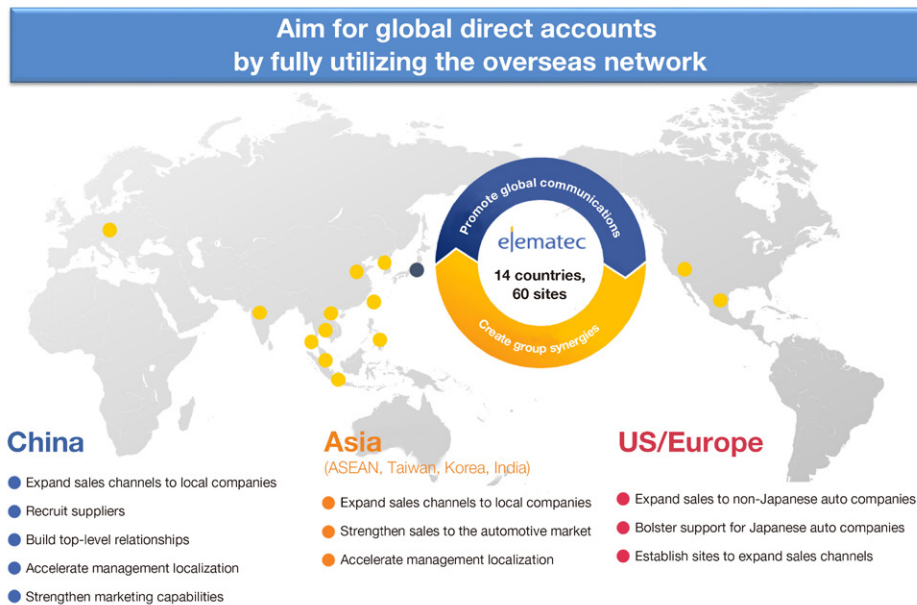 Aim for global direct accounts
by fully utilizing the overseas network
Promote global communications
elematec
14 countries,
60 sites
Create group synergies
China
Expand sales channels to local companies
Recruit suppliers
Build top-level relationships
Accelerate management localization
Strengthen marketing capabilities
Asia
(ASEAN, Taiwan, Korea, India)
Expand sales channels to local companies
Strengthen sales to the automotive market
Accelerate management localization
US/Europe
Expand sales to non-Japanese auto companies
Bolster support for Japanese auto companies
Establish sites to expand sales channels